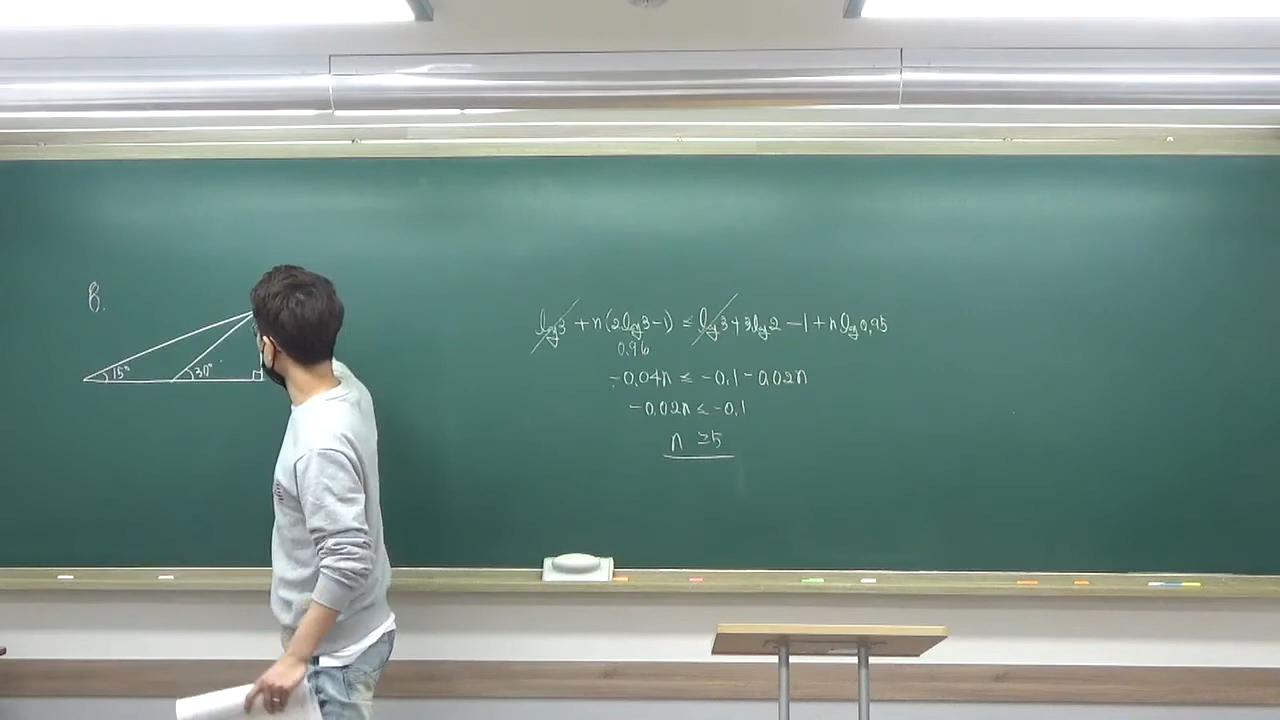 8.
15°
30°
log3 + n(2log3-1) ≤ log3+3log2 -1+nlog0.95
0.96
-0.04n ≤ -0.1 - 0.02n
-0.02n ≤ -0.1
n ≥5